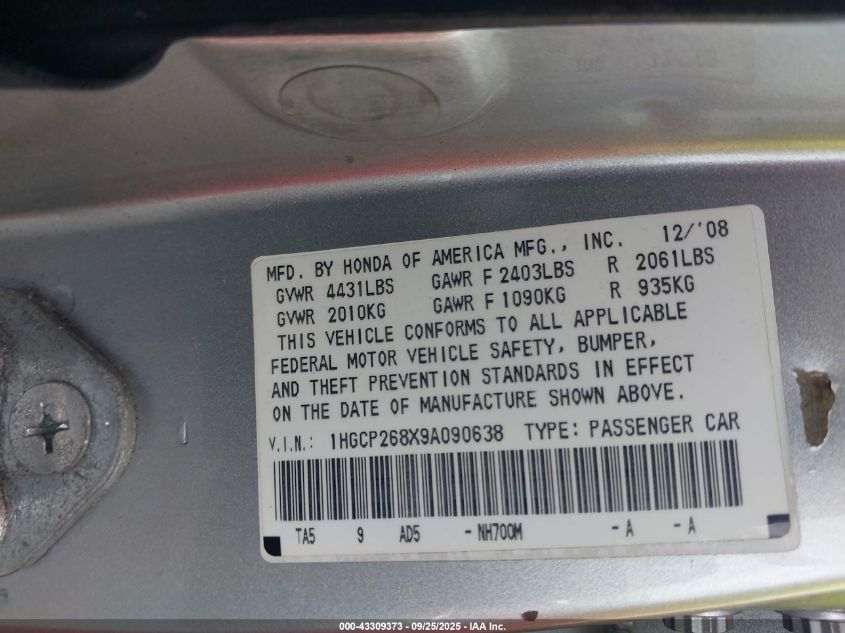 MFD. BY HONDA OF AMERICA MFG., INC. 12/'08
GVWR 4431LBS GAWR F 2403LBS R 2061LBS
GVWR 2010KG GAWR F 1090KG R 935KG
THIS VEHICLE CONFORMS TO ALL APPLICABLE
FEDERAL MOTOR VEHICLE SAFETY, BUMPER,
AND THEFT PREVENTION STANDARDS IN EFFECT
ON THE DATE OF MANUFACTURE SHOWN ABOVE.
V.I.N.: 1HGCP268X9A090638 TYPE: PASSENGER CAR
TA5 9 AD5 - NH700M - A - A
000-43309373 - 09/25/2025 - IAA Inc.